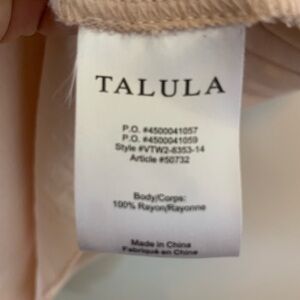 TALULA
P.O. #4500041057
P.O. #4500041059
Style #VTW2-8353-14
Article #50732
Body/Corps:
100% Rayon/Rayonne
Made in China
Fabriqué en Chine